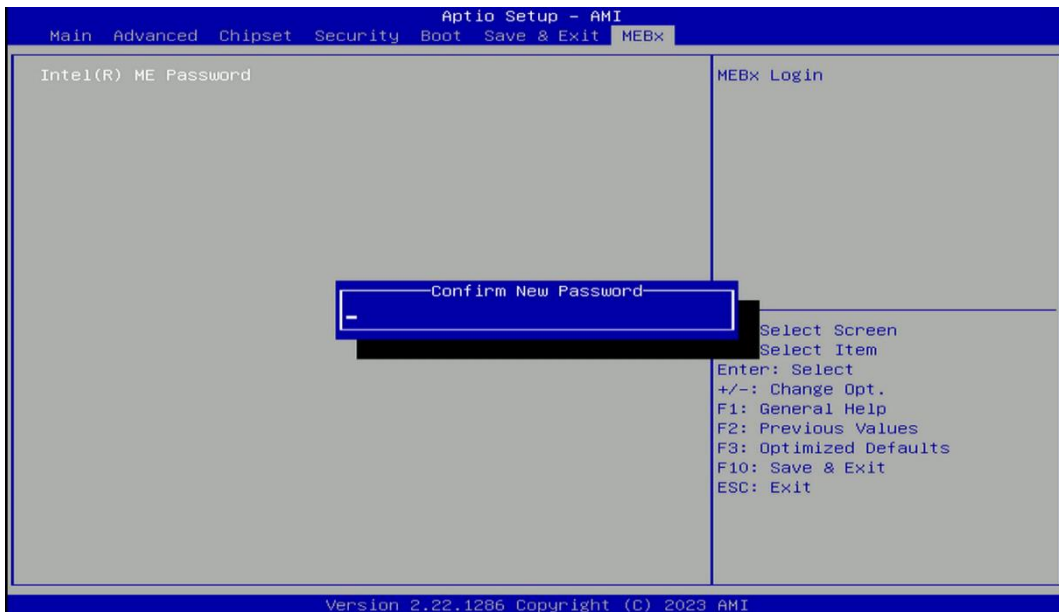 Aptio Setup – AMI
Main Advanced Chipset Security Boot Save & Exit MEBx
Intel(R) ME Password
MEBx Login
Confirm New Password
Select Screen
Select Item
Enter: Select
+/-: Change Opt.
F1: General Help
F2: Previous Values
F3: Optimized Defaults
F10: Save & Exit
ESC: Exit
Version 2.22.1286 Copyright (C) 2023 AMI